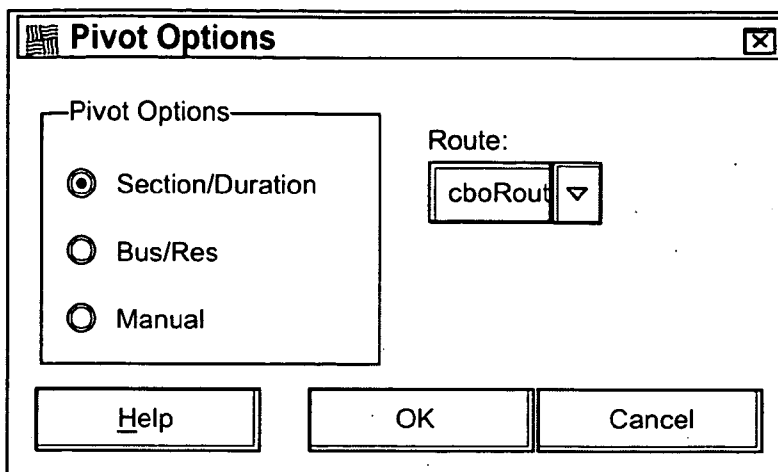 Pivot Options
Pivot Options
Section/Duration
Bus/Res
Manual
Route:
cboRout
Help
OK
Cancel